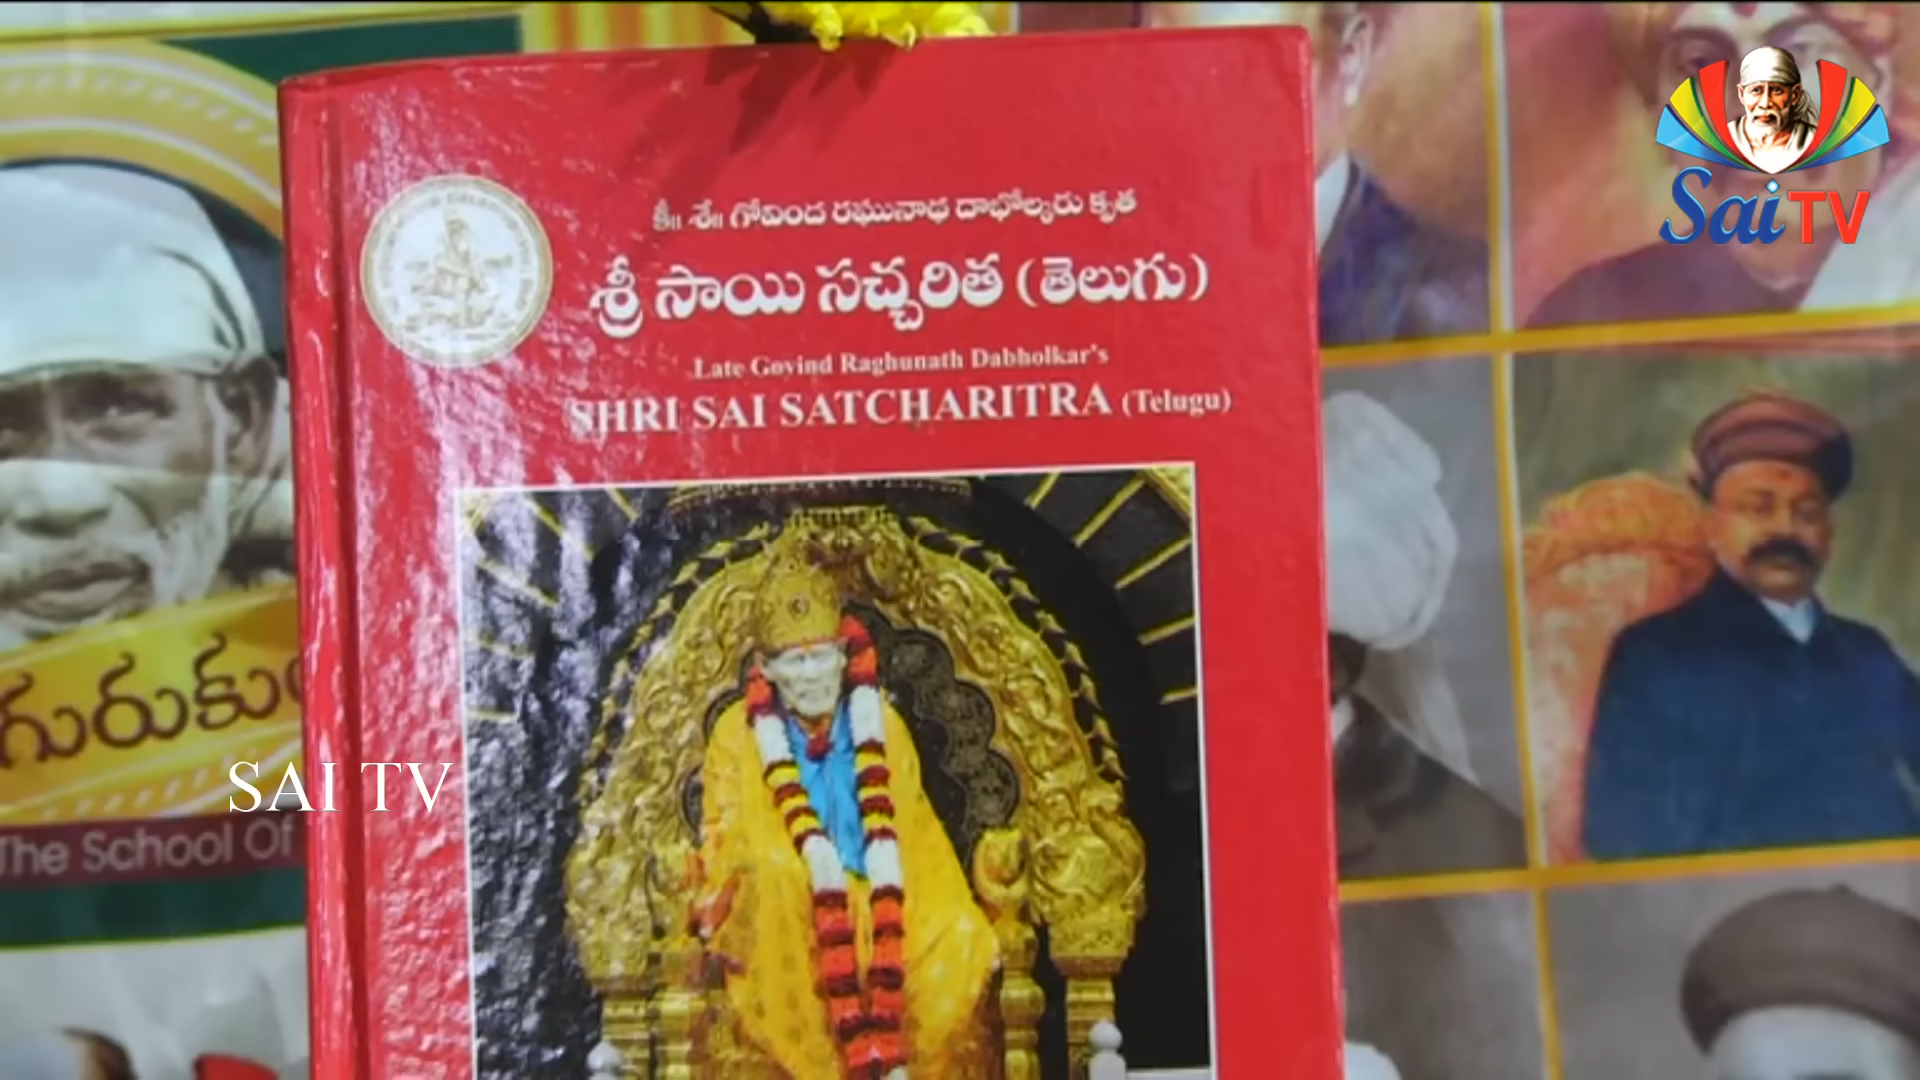 కీ॥ శే॥ గోవింద రఘునాథ దాభోల్కరు కృత
శ్రీ సాయి సచ్చరిత (తెలుగు)
Late Govind Raghunath Dabholkar's
SHRI SAI SATCHARITRA (Telugu)
Sai TV
గురుకు
SAI TV
The School Of